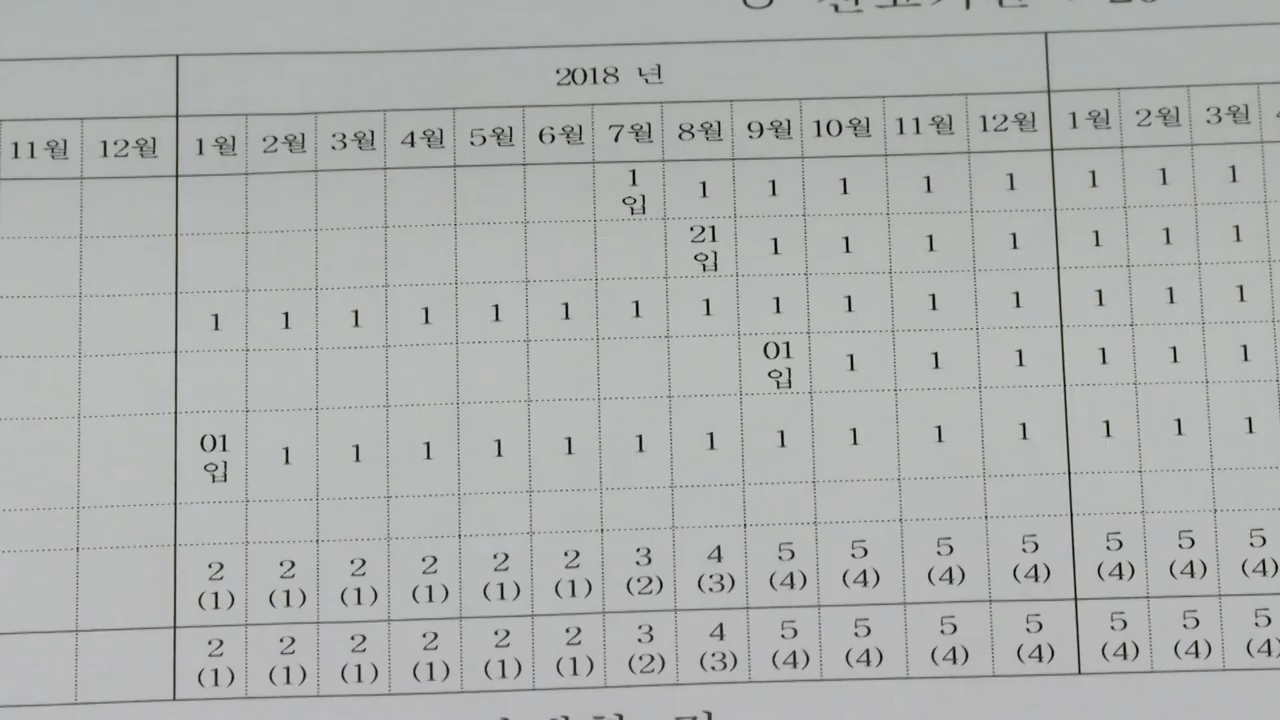 2018 년
11월 12월 1월 2월 3월 4월 5월 6월 7월 8월 9월 10월 11월 12월 1월 2월 3월
1 1 1 1 1 1 1 1 1
입
21 1 1 1 1 1 1 1
입
1 1 1 1 1 1 1 1 1 1 1 1 1 1 1
01 1 1 1 1 1 1
입
01 1 1 1 1 1 1 1 1 1 1 1 1 1 1
입
2 2 2 2 2 2 3 4 5 5 5 5 5 5 5
(1) (1) (1) (1) (1) (1) (2) (3) (4) (4) (4) (4) (4) (4) (4)
2 2 2 2 2 2 3 4 5 5 5 5 5 5 5
(1) (1) (1) (1) (1) (1) (2) (3) (4) (4) (4) (4) (4) (4) (4)